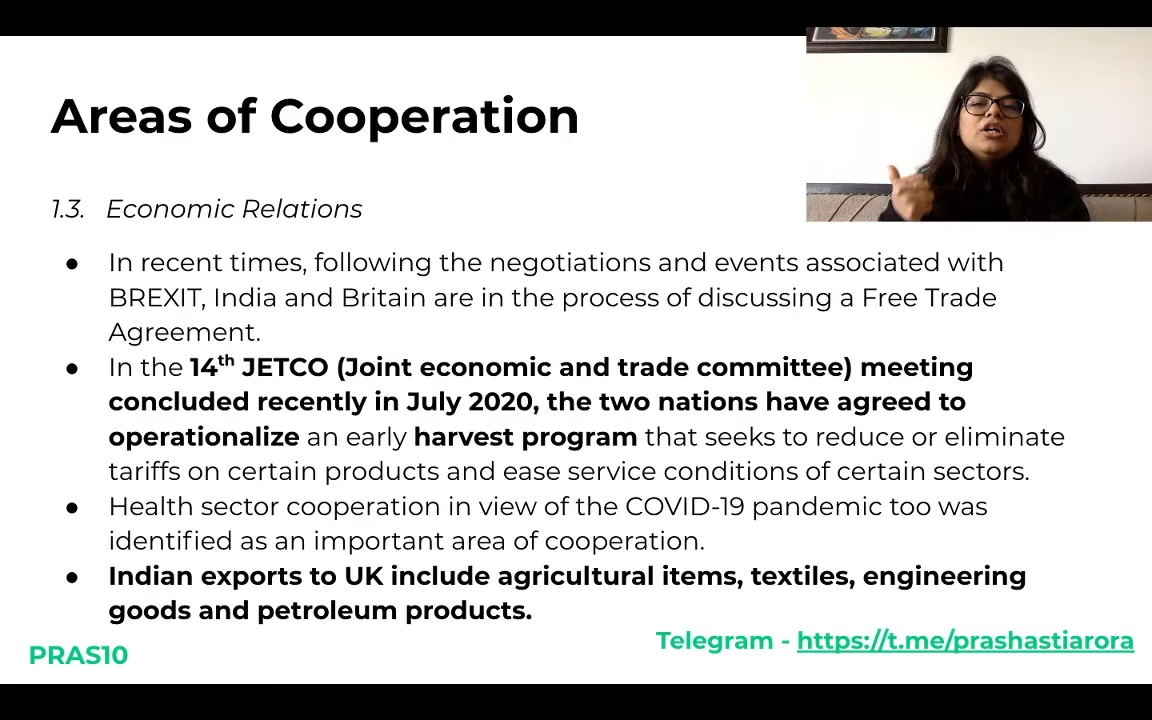 Areas of Cooperation
1.3. Economic Relations
● In recent times, following the negotiations and events associated with
BREXIT, India and Britain are in the process of discussing a Free Trade
Agreement.
● In the 14th JETCO (Joint economic and trade committee) meeting
concluded recently in July 2020, the two nations have agreed to
operationalize an early harvest program that seeks to reduce or eliminate
tariffs on certain products and ease service conditions of certain sectors.
● Health sector cooperation in view of the COVID-19 pandemic too was
identified as an important area of cooperation.
● Indian exports to UK include agricultural items, textiles, engineering
goods and petroleum products.
Telegram - https://t.me/prashastiarora
PRAS10